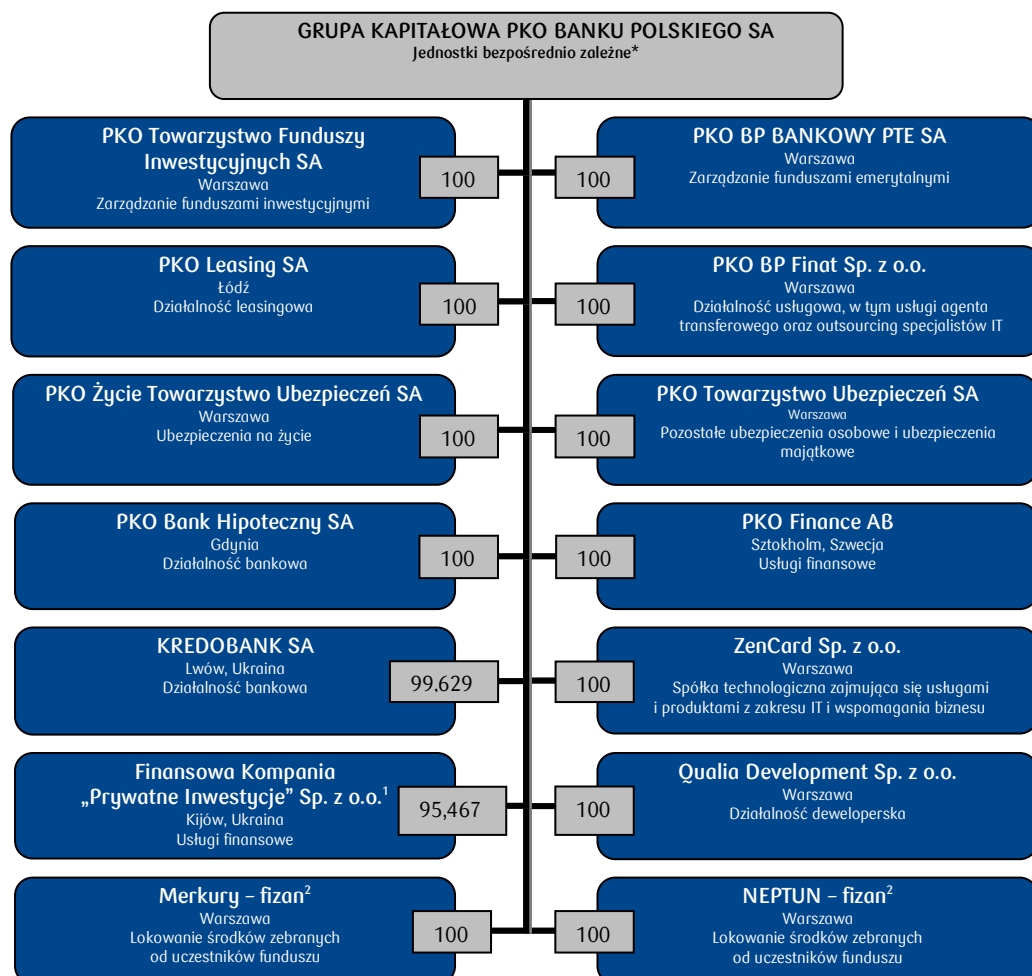 GRUPA KAPITAŁOWA PKO BANKU POLSKIEGO SA
Jednostki bezpośrednio zależne*
PKO Towarzystwo Funduszy
Inwestycyjnych SA
Warszawa
Zarządzanie funduszami inwestycyjnymi
100
100
PKO BP BANKOWY PTE SA
Warszawa
Zarządzanie funduszami emerytalnymi
PKO Leasing SA
Łódź
Działalność leasingowa
100
100
PKO BP Finat Sp. z o.o.
Warszawa
Działalność usługowa, w tym usługi agenta
transferowego oraz outsourcing specjalistów IT
PKO Życie Towarzystwo Ubezpieczeń SA
Warszawa
Ubezpieczenia na życie
100
100
PKO Towarzystwo Ubezpieczeń SA
Warszawa
Pozostałe ubezpieczenia osobowe i ubezpieczenia
majątkowe
PKO Bank Hipoteczny SA
Gdynia
Działalność bankowa
100
100
PKO Finance AB
Sztokholm, Szwecja
Usługi finansowe
KREDOBANK SA
Lwów, Ukraina
Działalność bankowa
99,629
100
ZenCard Sp. z o.o.
Warszawa
Spółka technologiczna zajmująca się usługami
i produktami z zakresu IT i wspomagania biznesu
Finansowa Kompania
„Prywatne Inwestycje” Sp. z o.o.¹
Kijów, Ukraina
Usługi finansowe
95,467
100
Qualia Development Sp. z o.o.
Warszawa
Działalność deweloperska
Merkury – fizan²
Warszawa
Lokowanie środków zebranych
od uczestników funduszu
100
100
NEPTUN – fizan²
Warszawa
Lokowanie środków zebranych
od uczestników funduszu